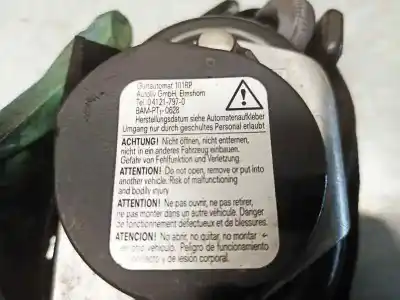 Gurtautomat 101RP
Autoliv GmbH, Elmshorn
Tel. 04121-797-0
BAM-PT₁- 0628
Herstellungsdatum siehe Automatenaufkleber
Umgang nur durch geschultes Personal erlaubt
ACHTUNG! Nicht öffnen, nicht entfernen,
nicht in ein anderes Fahrzeug einbauen.
Gefahr von Fehlfunktion und Verletzung.
ATTENTION! Do not open, remove or put into
another vehicle. Risk of malfunctioning
and bodily injury
ATTENTION! Ne pas ouvrir, ne pas retirer,
ne pas monter dans un autre véhicule. Danger
de fonctionnement défectueux et de blessures.
ATENCION! No abrir, no quitar, no montar
en otro vehículo. Peligro de funcionamiento
incorrecto y de lesión corporal.